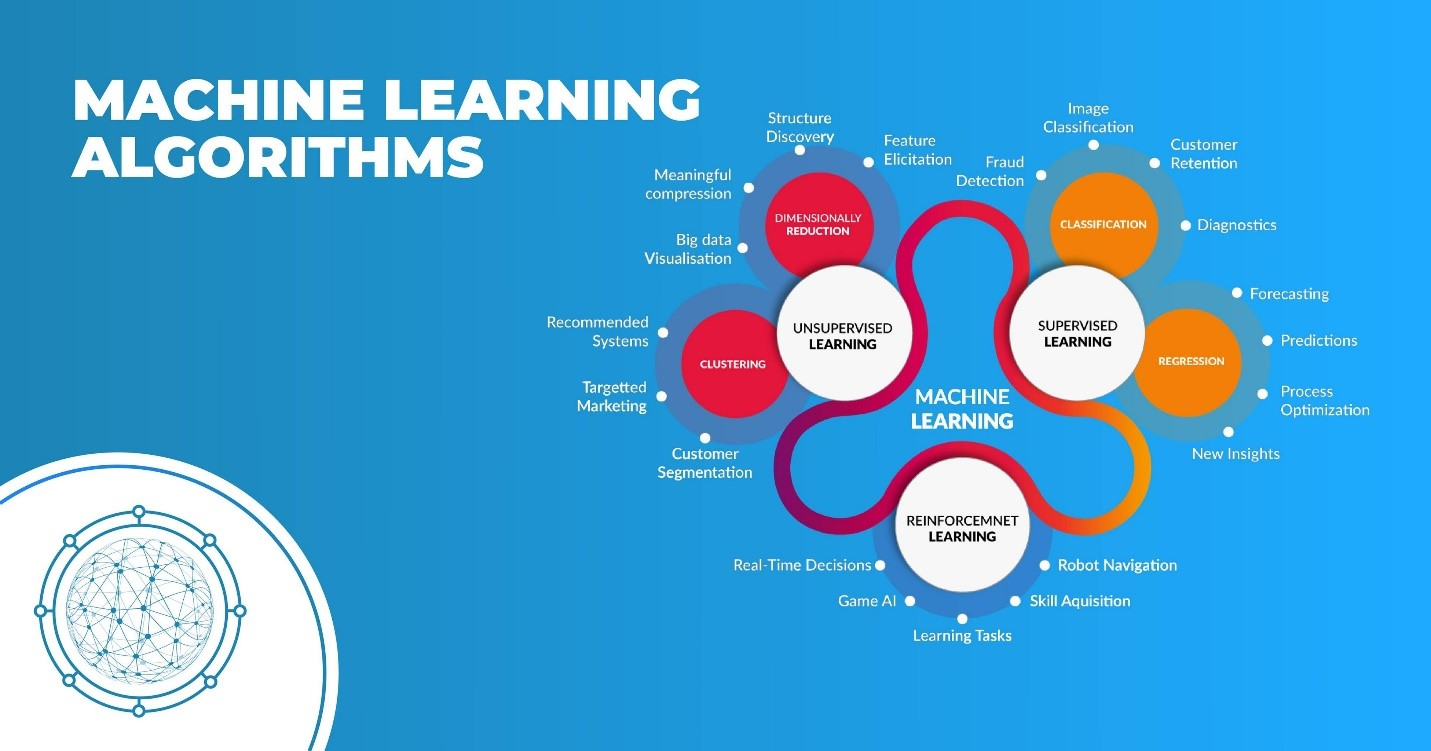 MACHINE LEARNING
ALGORITHMS
Structure
Discovery
Feature
Elicitation
Meaningful
compression
Big data
Visualisation
DIMENSIONALLY
REDUCTION
Recommended
Systems
Targetted
Marketing
Customer
Segmentation
CLUSTERING
UNSUPERVISED
LEARNING
Image
Classification
Customer
Retention
Fraud
Detection
Diagnostics
CLASSIFICATION
SUPERVISED
LEARNING
Forecasting
Predictions
Process
Optimization
New Insights
REGRESSION
MACHINE
LEARNING
REINFORCEMNET
LEARNING
Real-Time Decisions
Game AI
Learning Tasks
Skill Aquisition
Robot Navigation